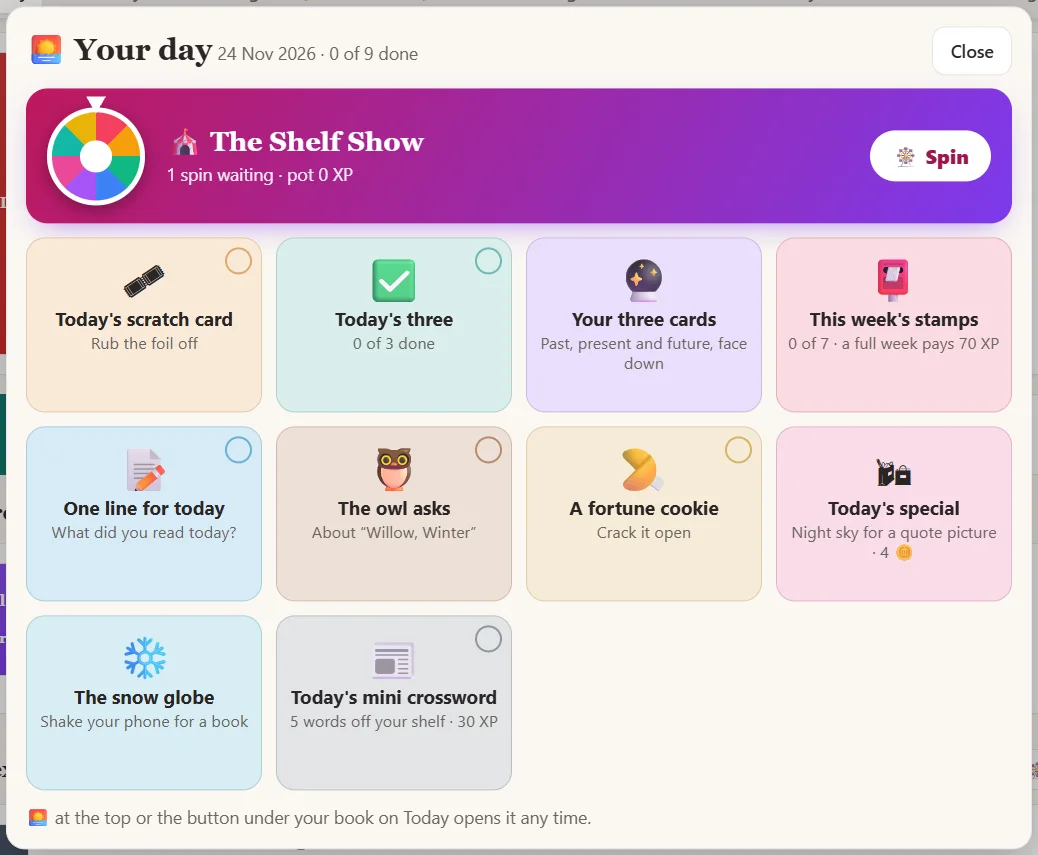 Your day 24 Nov 2026 · 0 of 9 done
Close
The Shelf Show
1 spin waiting · pot 0 XP
Spin
Today's scratch card
Rub the foil off
Today's three
0 of 3 done
Your three cards
Past, present and future, face
down
This week's stamps
0 of 7 · a full week pays 70 XP
One line for today
What did you read today?
The owl asks
About “Willow, Winter”
A fortune cookie
Crack it open
Today's special
Night sky for a quote picture
· 4
The snow globe
Shake your phone for a book
Today's mini crossword
5 words off your shelf · 30 XP
at the top or the button under your book on Today opens it any time.